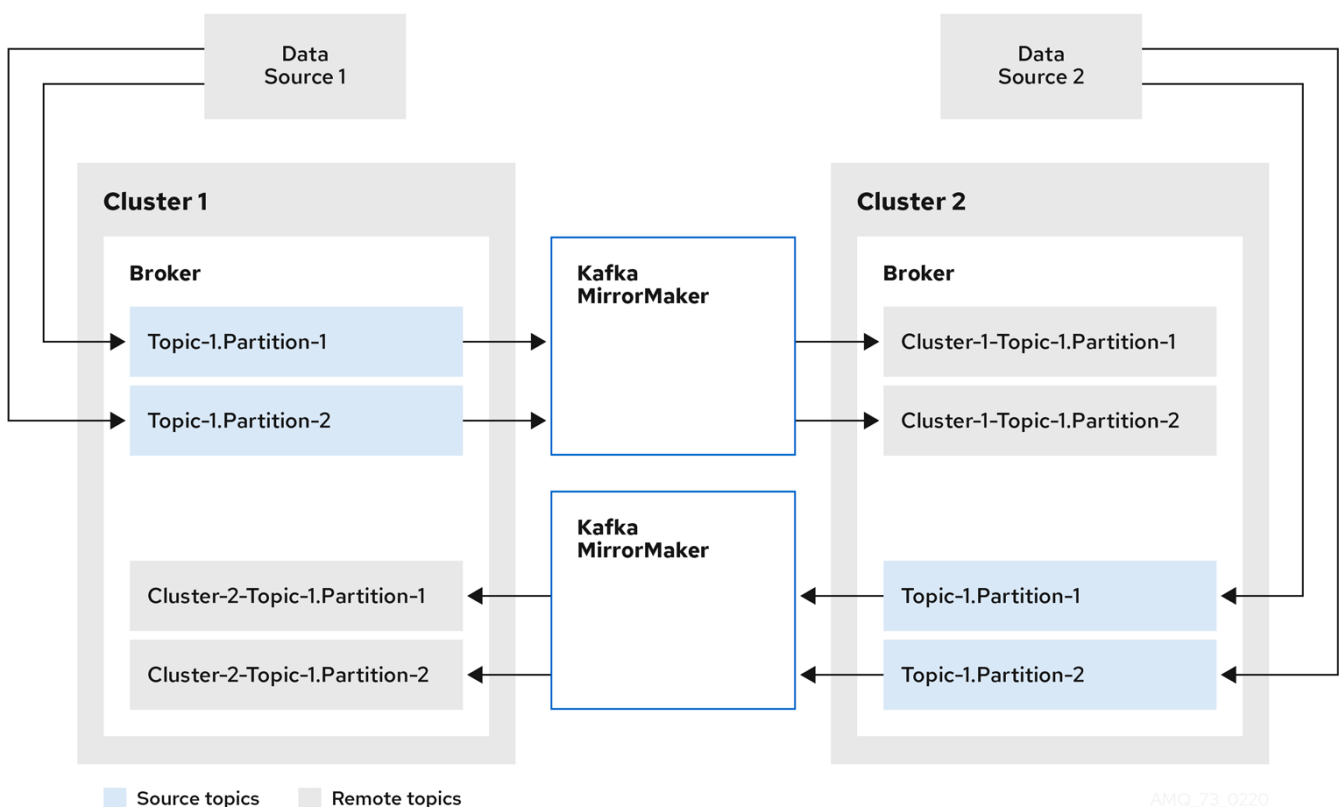 Data
Source 1
Data
Source 2
Cluster 1
Cluster 2
Broker
Kafka
MirrorMaker
Broker
Topic-1.Partition-1
Cluster-1-Topic-1.Partition-1
Topic-1.Partition-2
Cluster-1-Topic-1.Partition-2
Kafka
MirrorMaker
Cluster-2-Topic-1.Partition-1
Topic-1.Partition-1
Cluster-2-Topic-1.Partition-2
Topic-1.Partition-2
Source topics
Remote topics
AMQ_73_0220